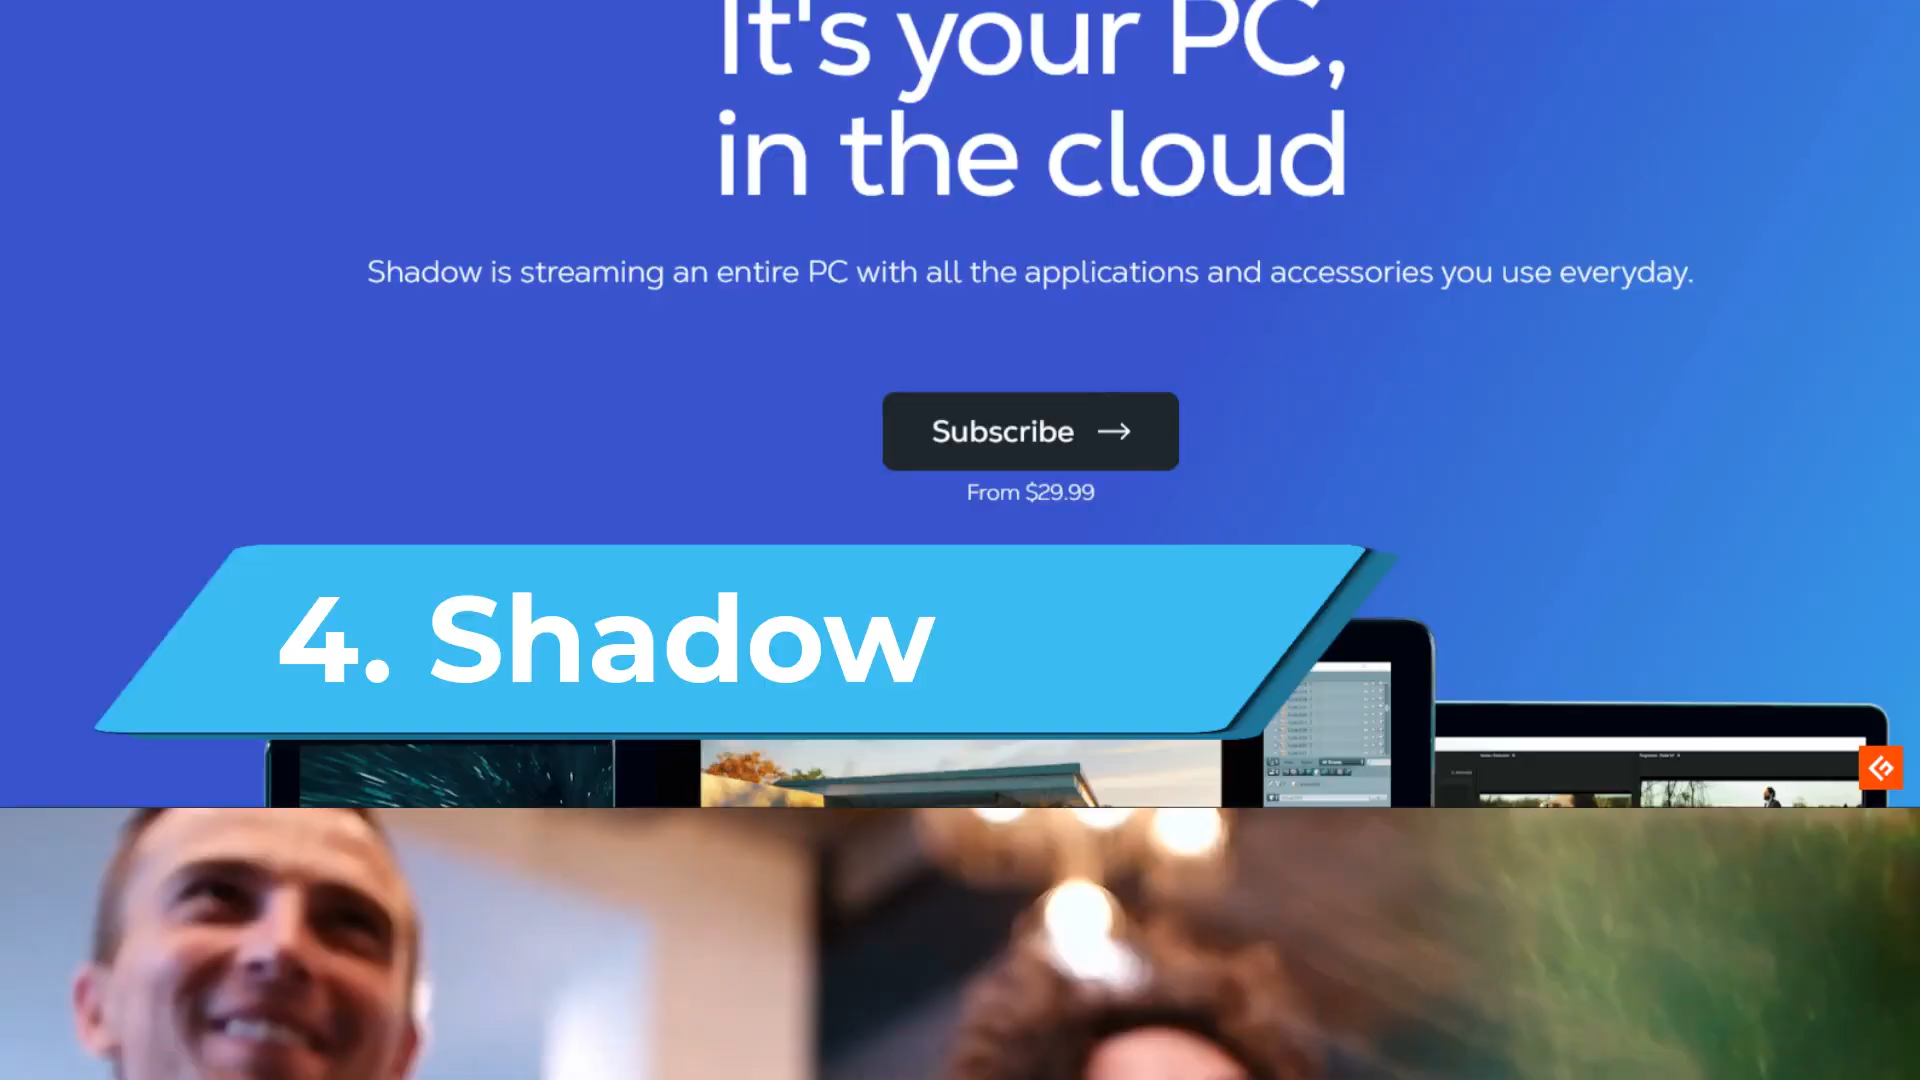 It's your PC,
in the cloud
Shadow is streaming an entire PC with all the applications and accessories you use everyday.
Subscribe
From $29.99
4. Shadow